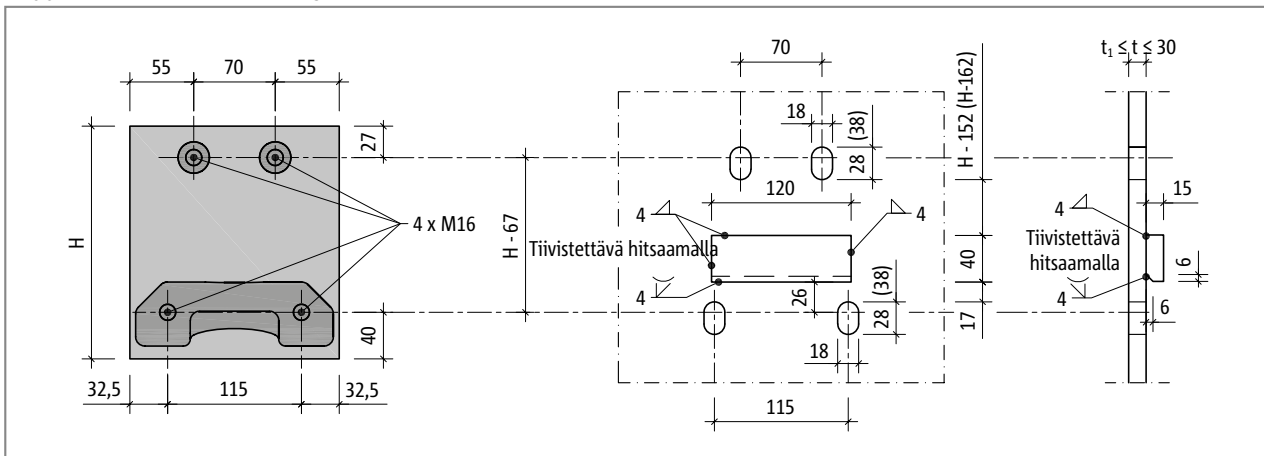 55 70 55
27
H
4 x M16
H - 67
40
32,5 115 32,5
70
18
(38)
28
120
4
4
Tiivistettävä hitsaamalla
4
26
(38)
28
18
115
H - 152 (H-162)
40
17
t₁ ≤ t ≤ 30
15
4
Tiivistettävä
hitsaamalla
4
6
6